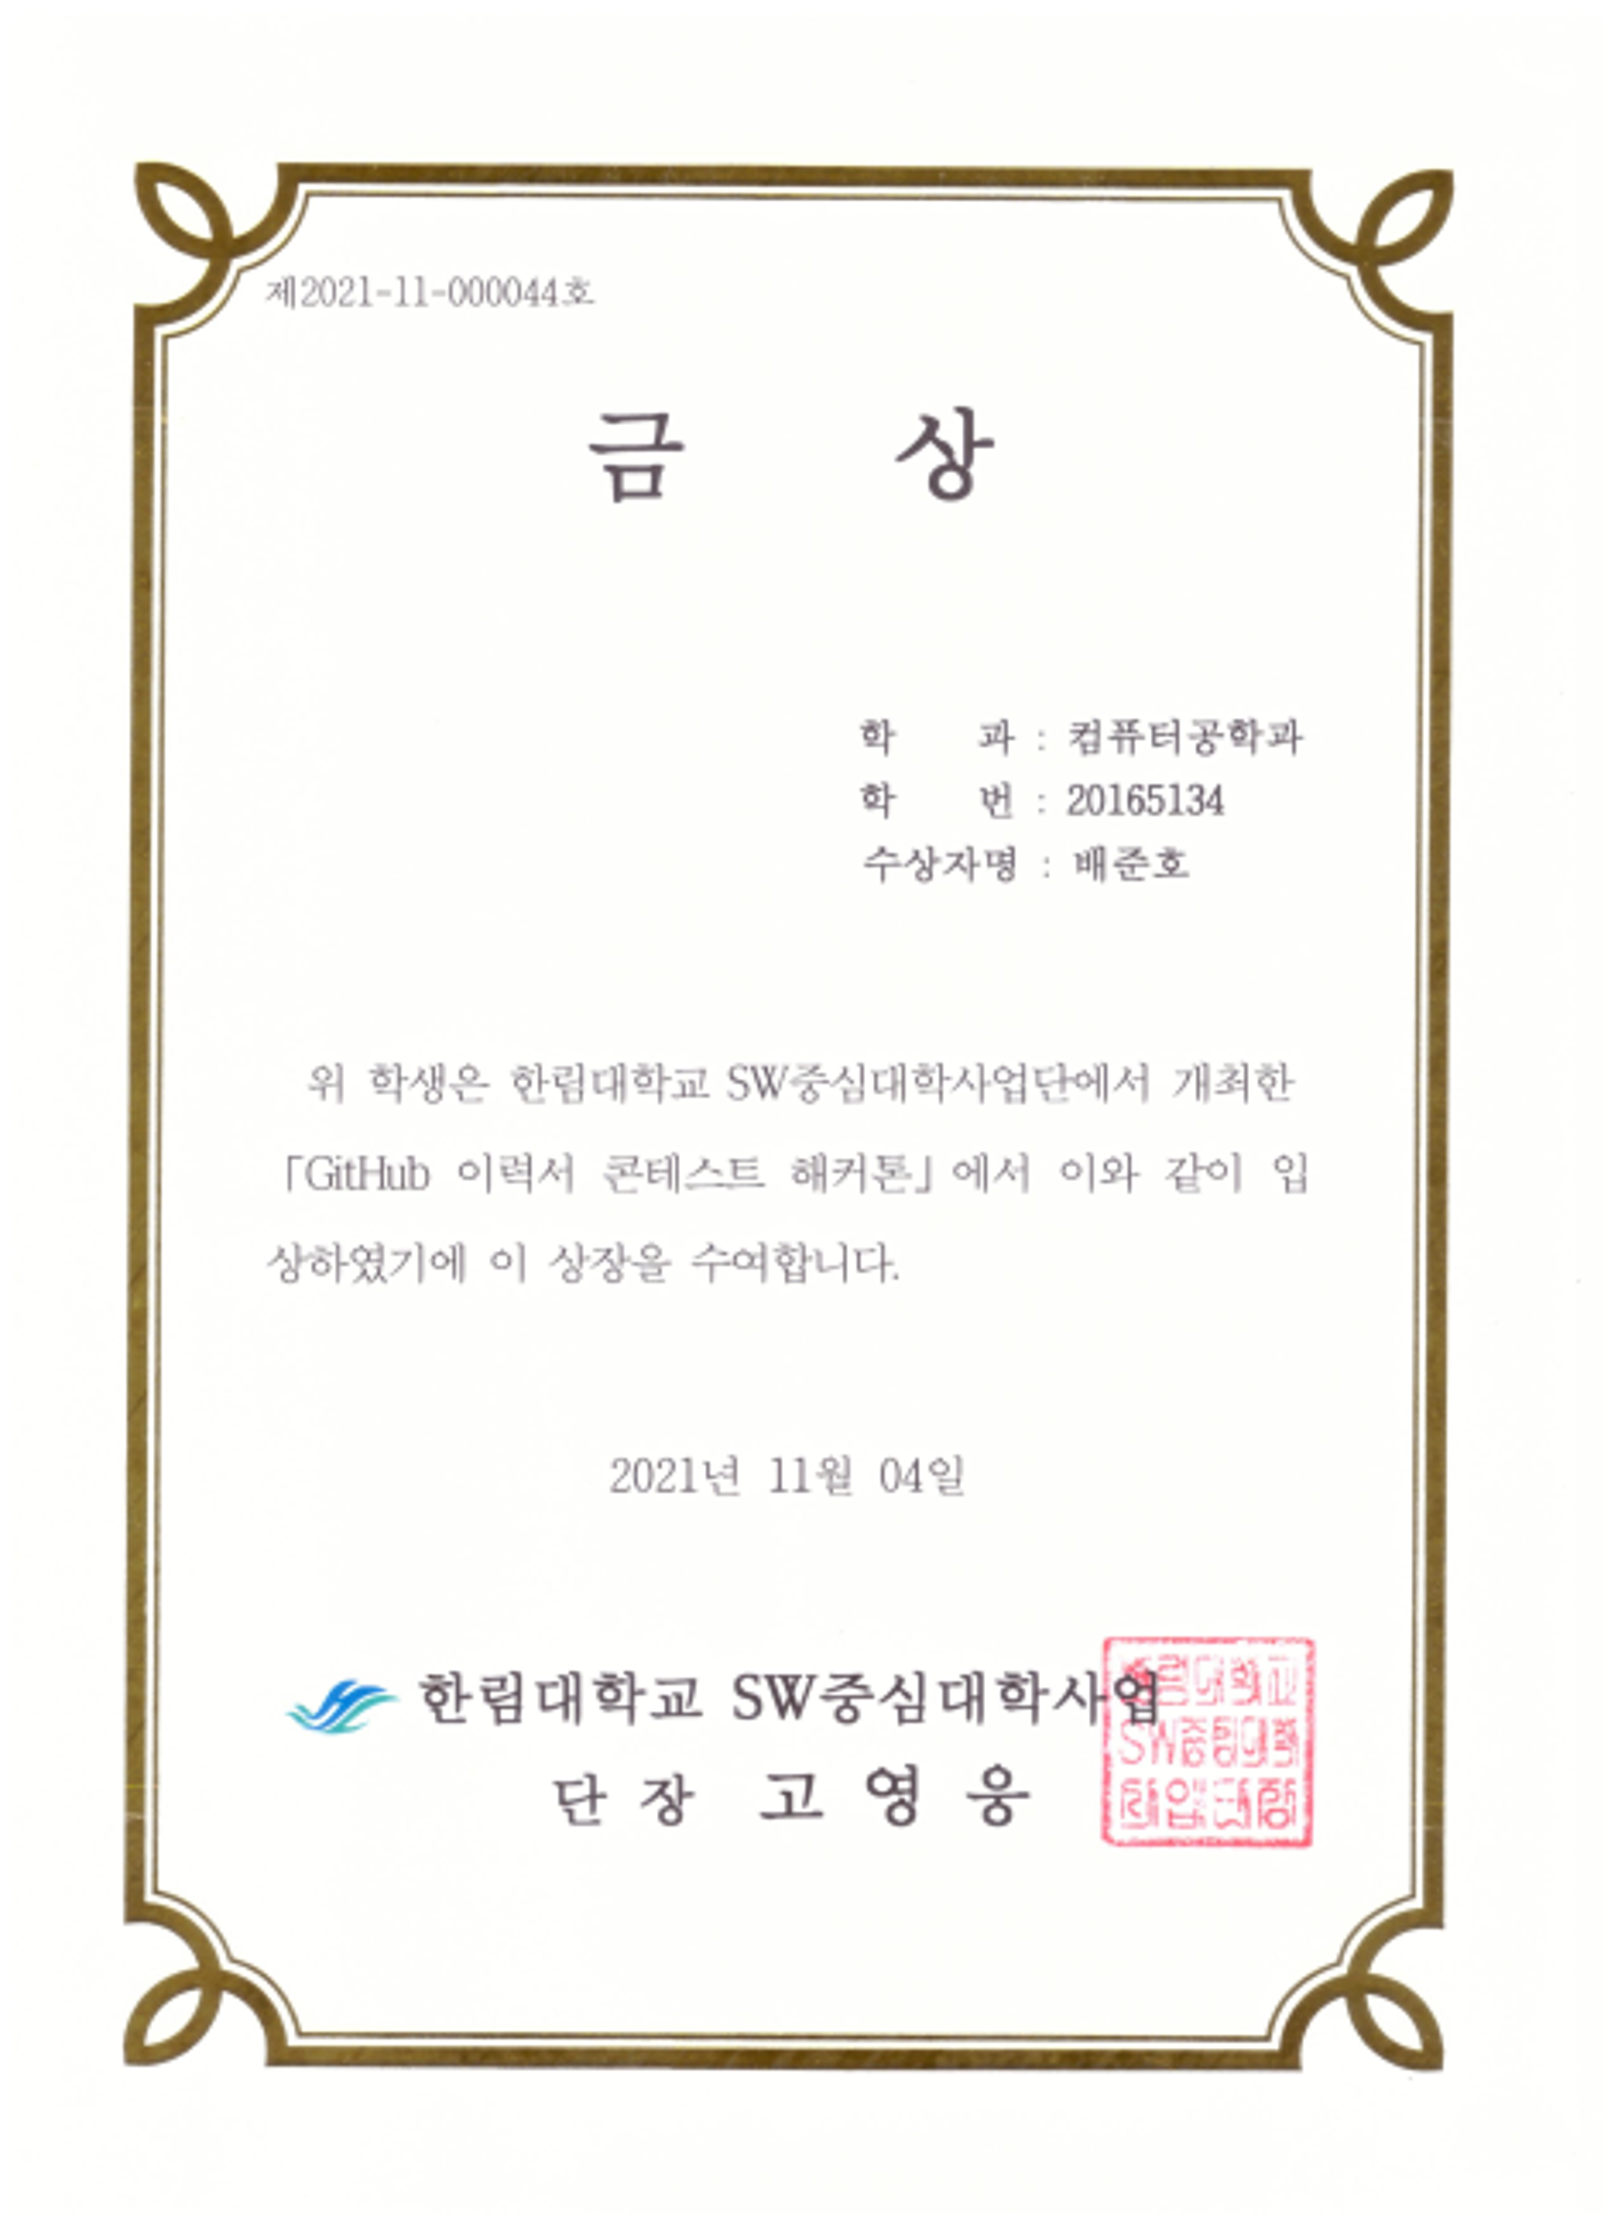 제2021-11-000044호
금 상
학 과 : 컴퓨터공학과
학 번 : 20165134
수상자명 : 배준호
위 학생은 한림대학교 SW중심대학사업단에서 개최한
「GitHub 이력서 콘테스트 해커톤」에서 이와 같이 입
상하였기에 이 상장을 수여합니다.
2021년 11월 04일
한림대학교 SW중심대학사업
단 장 고 영 웅